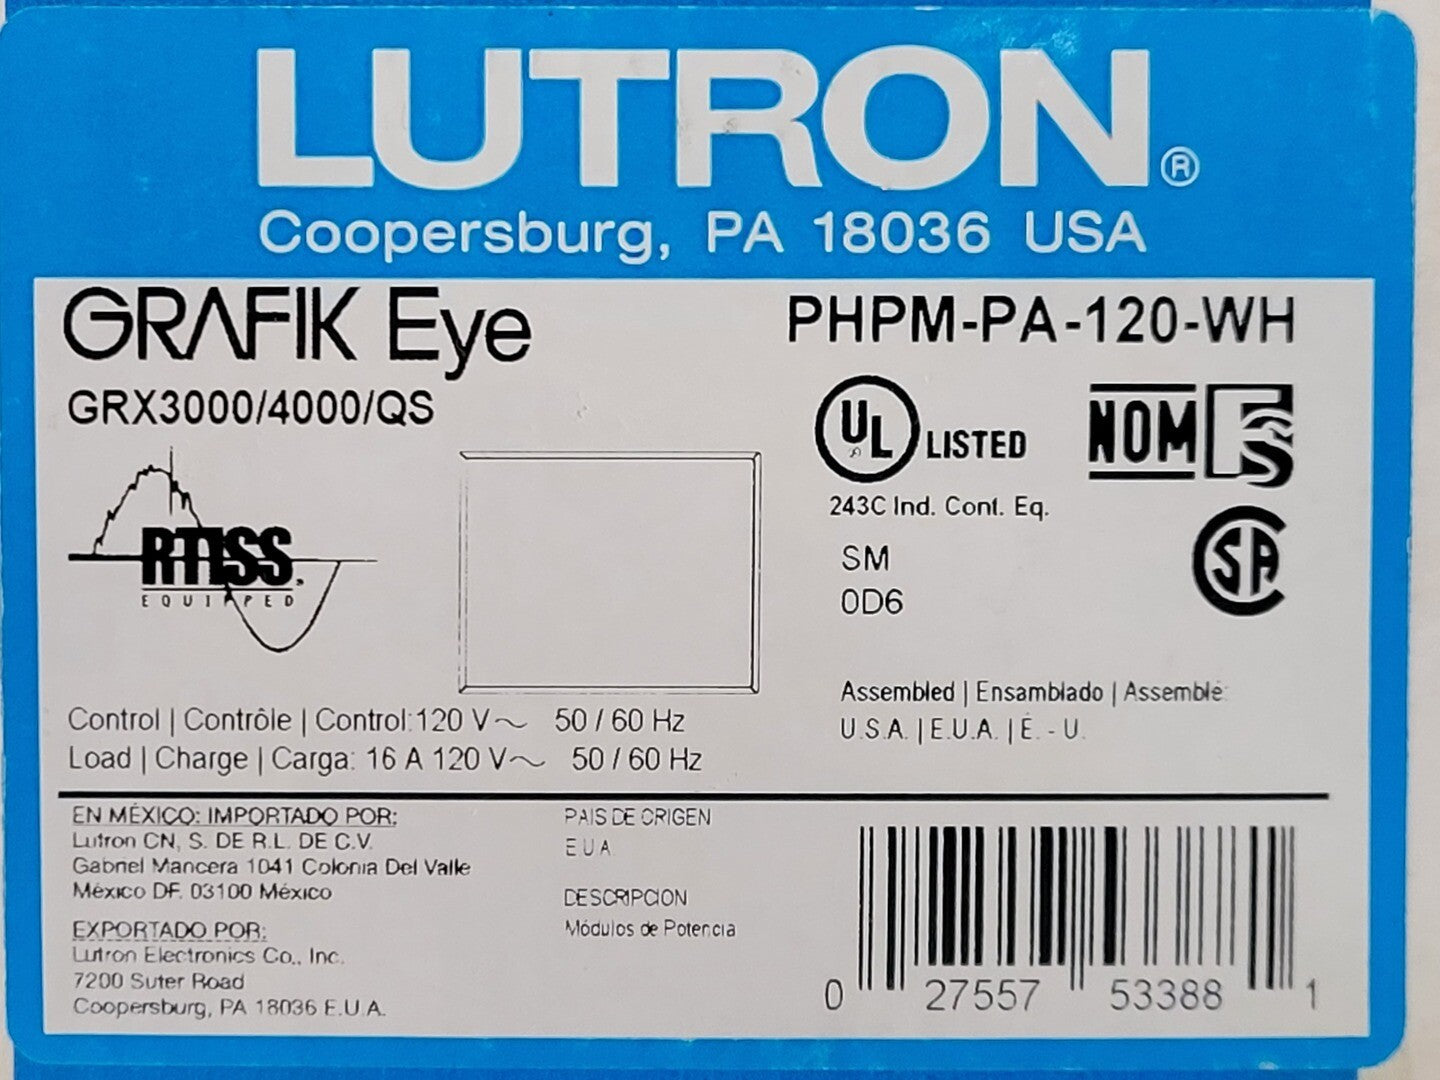 LUTRON®
Coopersburg, PA 18036 USA
GRAFIK Eye
GRX3000/4000/QS
PHPM-PA-120-WH
UL LISTED
243C Ind. Cont. Eq.
NOM
SA
SM
0D6
RTISS
EQUIPPED
Assembled | Ensamblado | Assemblé:
U.S.A. | E.U.A. | É. - U.
Control | Contrôle | Control: 120 V~ 50 / 60 Hz
Load | Charge | Carga: 16 A 120 V~ 50 / 60 Hz
EN MÉXICO: IMPORTADO POR:
Lutron CN, S. DE R.L. DE C.V.
Gabriel Mancera 1041 Colonia Del Valle
México DF. 03100 México
EXPORTADO POR:
Lutron Electronics Co., Inc.
7200 Suter Road
Coopersburg, PA 18036 E.U.A.
PAIS DE ORIGEN
E U A
DESCRIPCION
Módulos de Potencia
0 27557 53388 1